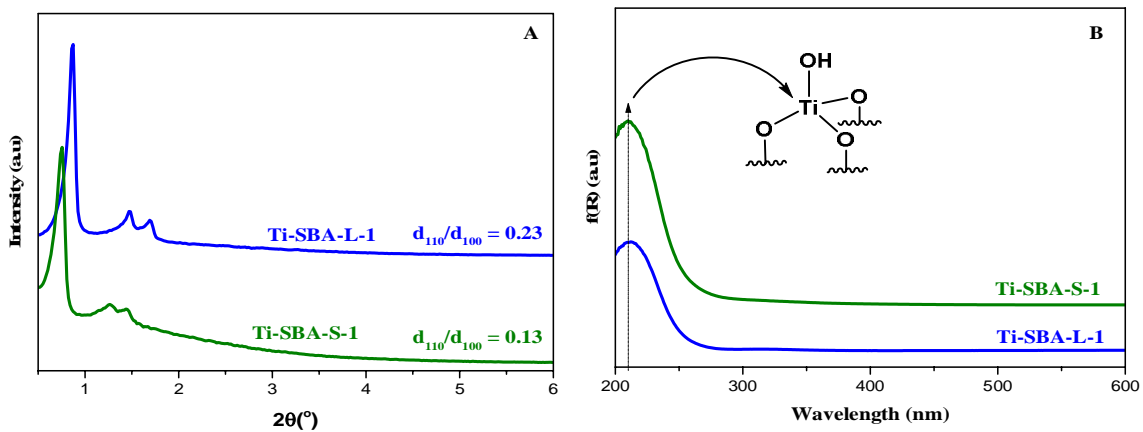 A
Intensity (a.u)
Ti-SBA-L-1
d₁₁₀/d₁₀₀ = 0.23
Ti-SBA-S-1
d₁₁₀/d₁₀₀ = 0.13
1 2 3 4 5 6
2θ(°)
B
f(R) (a.u)
OH
Ti
O
O
O
Ti-SBA-S-1
Ti-SBA-L-1
200 300 400 500 600
Wavelength (nm)